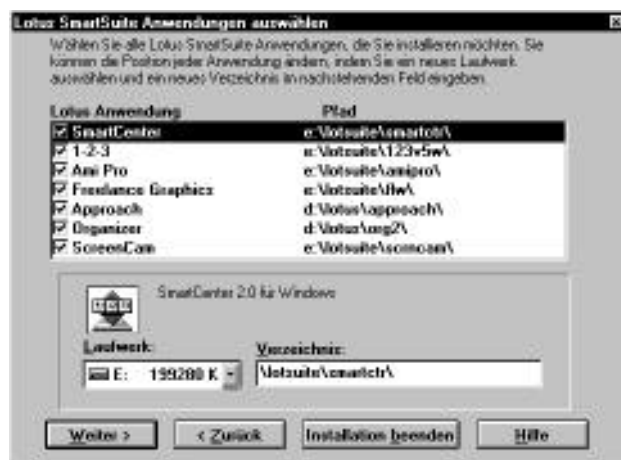 Lotus SmartSuite Anwendungen auswählen
Wählen Sie alle Lotus SmartSuite Anwendungen, die Sie installieren möchten. Sie
können die Position jeder Anwendung ändern, indem Sie ein neues Laufwerk
auswählen und ein neues Verzeichnis im nachstehenden Feld eingeben.
Lotus Anwendung Pfad
SmartCenter e:\lotsuite\smartctr\
1-2-3 e:\lotsuite\123v5w\
Ami Pro e:\lotsuite\amipro\
Freelance Graphics e:\lotsuite\flw\
Approach d:\lotus\approach\
Organizer d:\lotus\org2\
ScreenCam e:\lotsuite\scrncam\
SmartCenter 2.0 für Windows
Laufwerk: Verzeichnis:
E: 199280 K \lotsuite\smartctr\
Weiter > < Zurück Installation beenden Hilfe